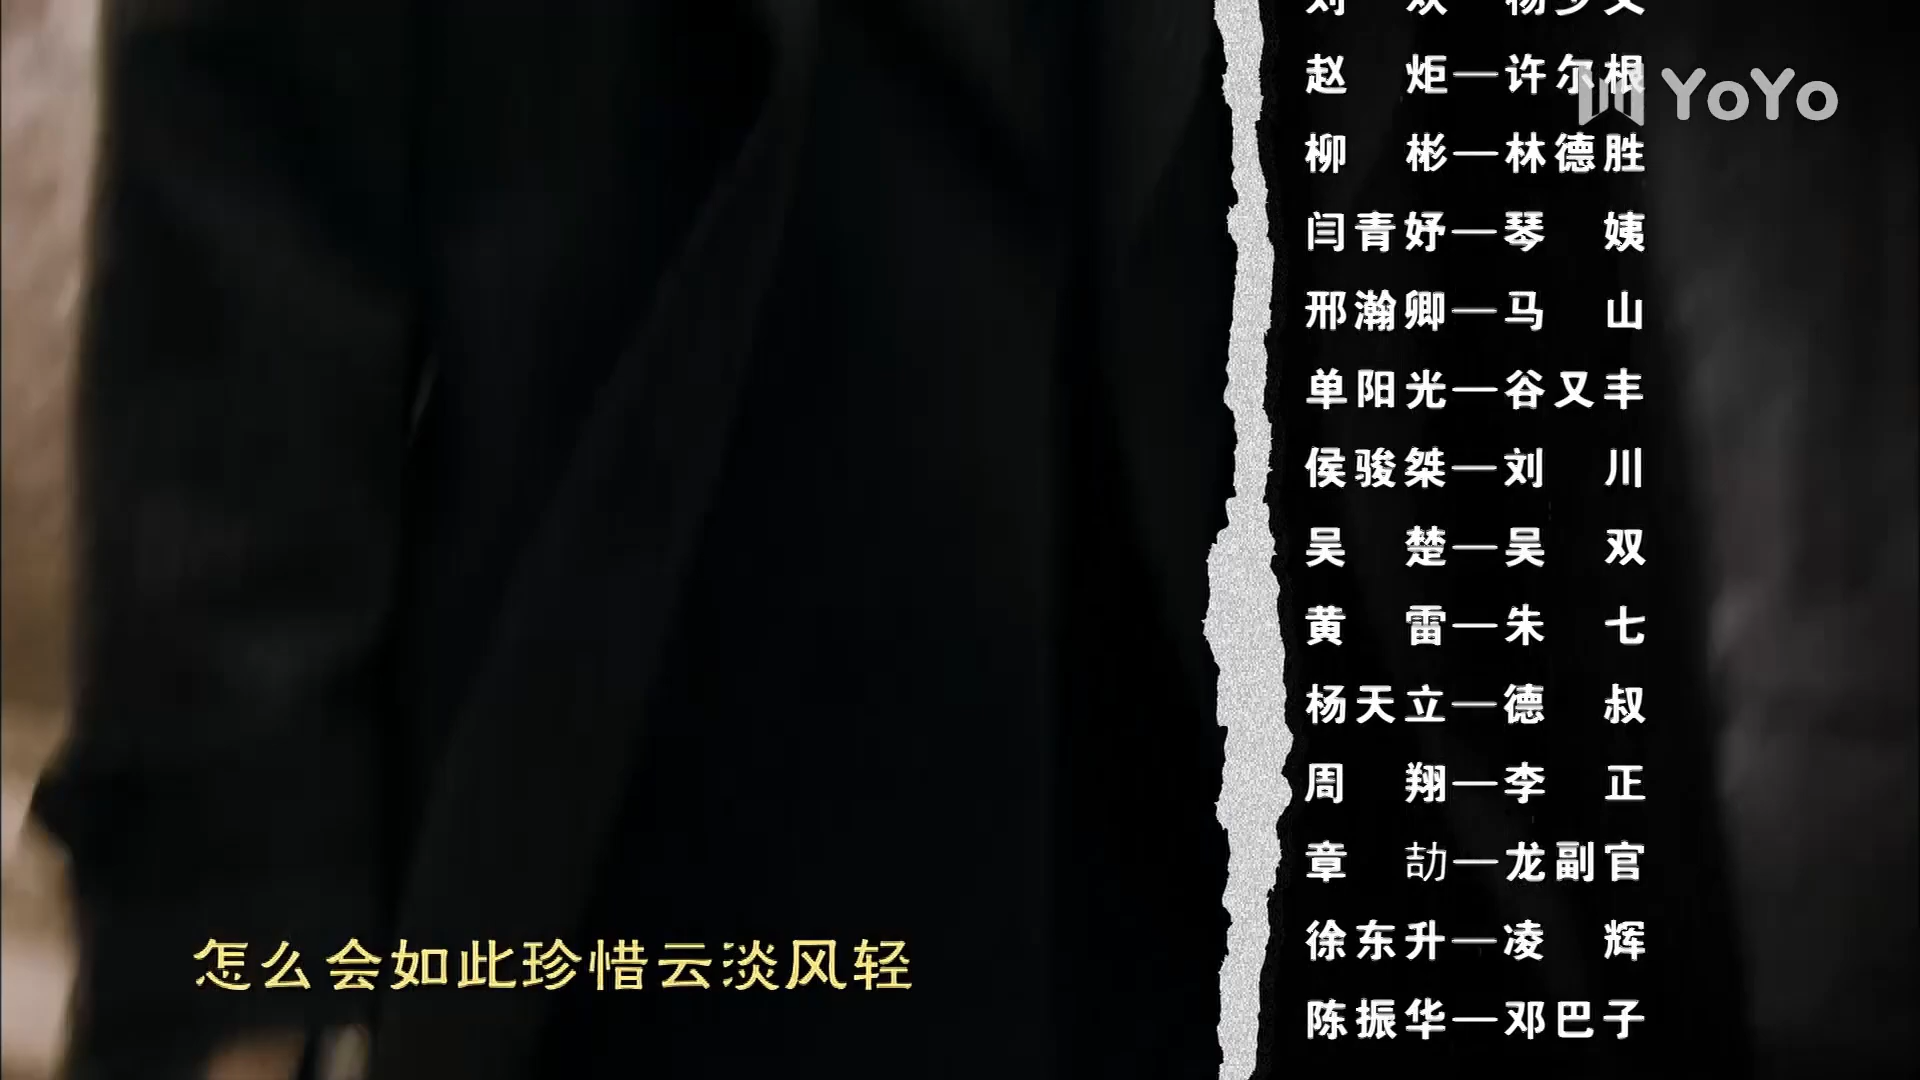 赵 炬—许尔根
YoYo
柳 彬—林德胜
闫青妤—琴 姨
邢瀚卿—马 山
单阳光—谷又丰
侯骏桀—刘 川
吴 楚—吴 双
黄 雷—朱 七
杨天立—德 叔
周 翔—李 正
章 劼—龙副官
徐东升—凌 辉
陈振华—邓巴子
怎么会如此珍惜云淡风轻